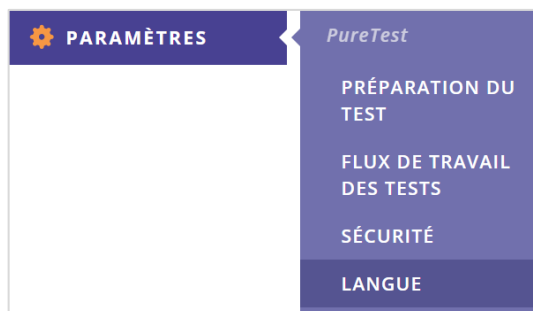 PARAMÈTRES
PureTest
PRÉPARATION DU
TEST
FLUX DE TRAVAIL
DES TESTS
SÉCURITÉ
LANGUE